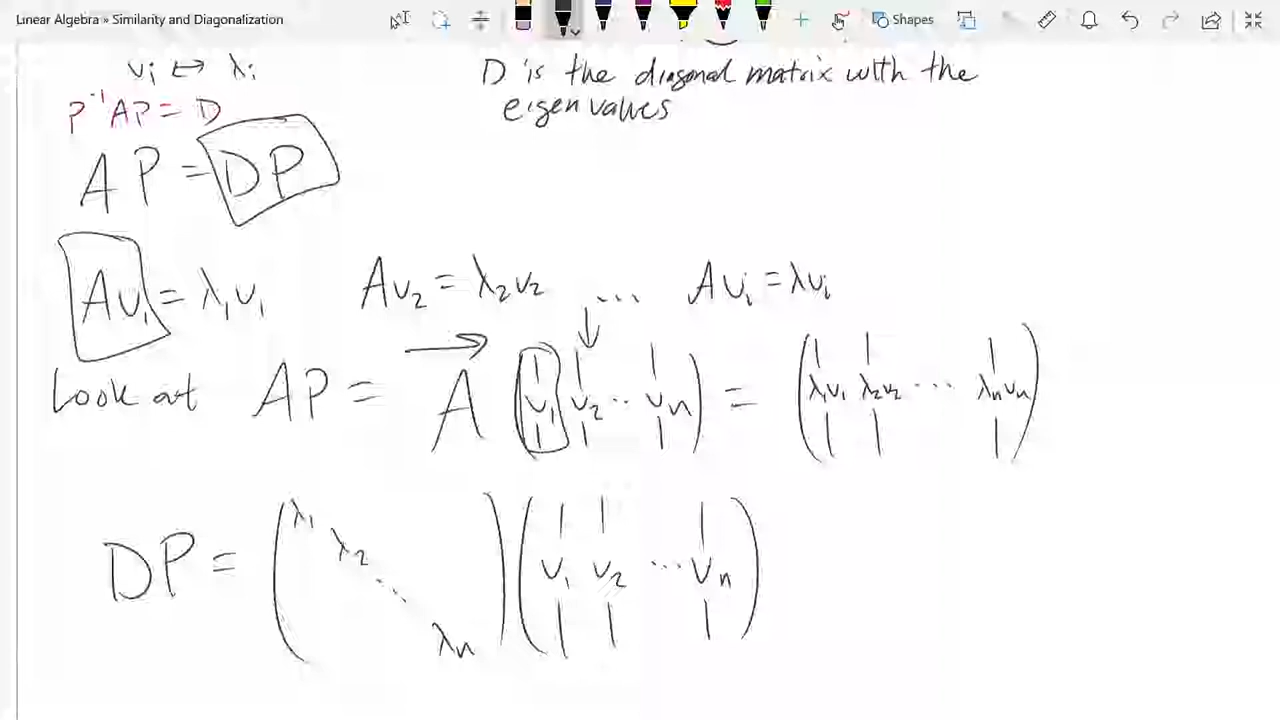 Linear Algebra » Similarity and Diagonalization Shapes
vᵢ ↔ λᵢ
D is the diagonal matrix with the
eigenvalues
P⁻¹AP = D
AP = DP
Av₁ = λ₁v₁ Av₂ = λ₂v₂ ... Avᵢ = λvᵢ
Look at AP = A (v₁ v₂ .. vₙ) = (λ₁v₁ λ₂v₂ ... λₙvₙ)
DP = (λ₁ λ₂ ... λₙ) (v₁ v₂ ... vₙ)